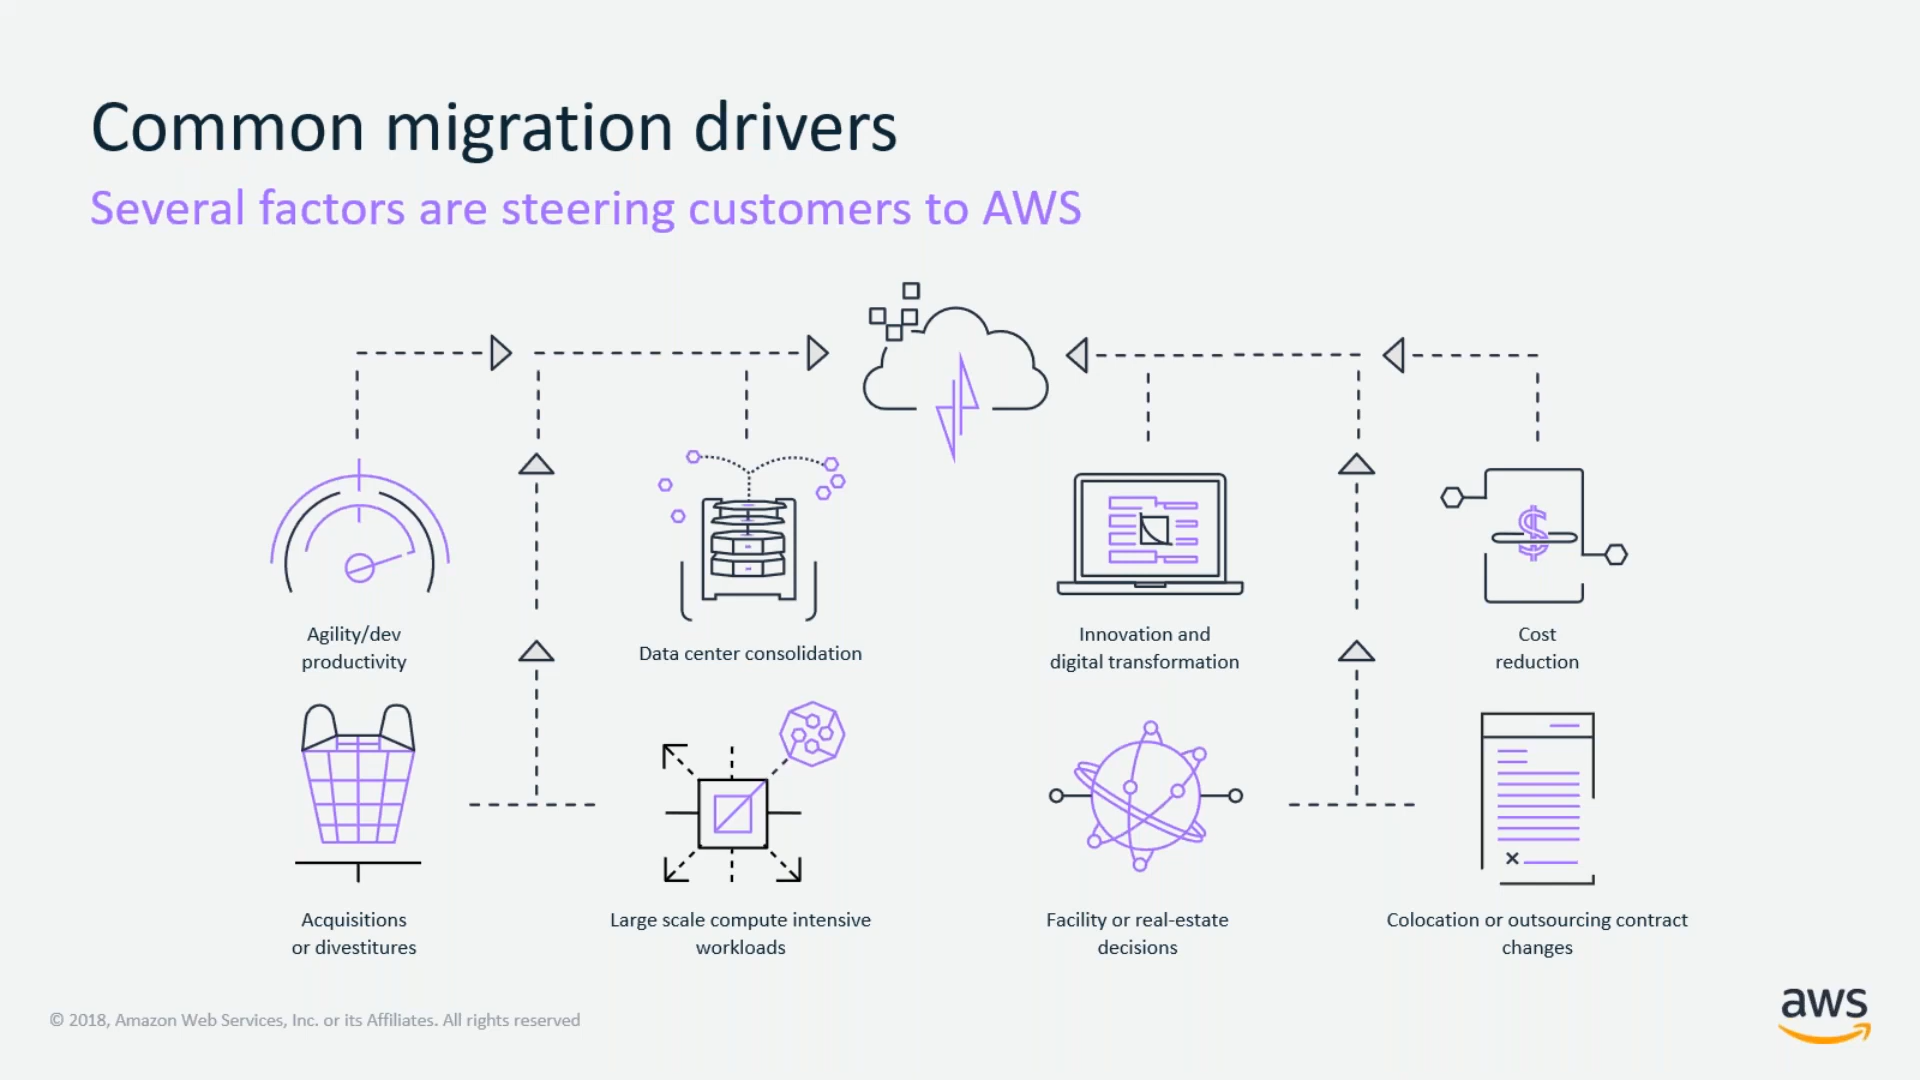 Common migration drivers
Several factors are steering customers to AWS
Agility/dev
productivity
Data center consolidation
Innovation and
digital transformation
Cost
reduction
Acquisitions
or divestitures
Large scale compute intensive
workloads
Facility or real-estate
decisions
Colocation or outsourcing contract
changes
© 2018, Amazon Web Services, Inc. or its Affiliates. All rights reserved
aws